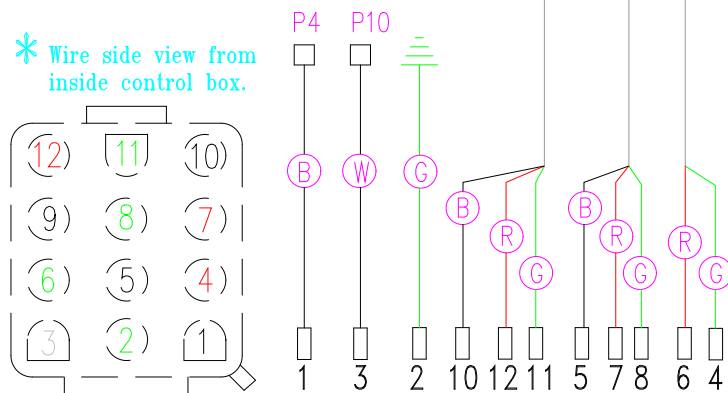 P4 P10
* Wire side view from
inside control box.
12 11 10
B W G
9 8 7
B R G B R G R G
6 5 4
3 2 1
1 3 2 10 12 11 5 7 8 6 4